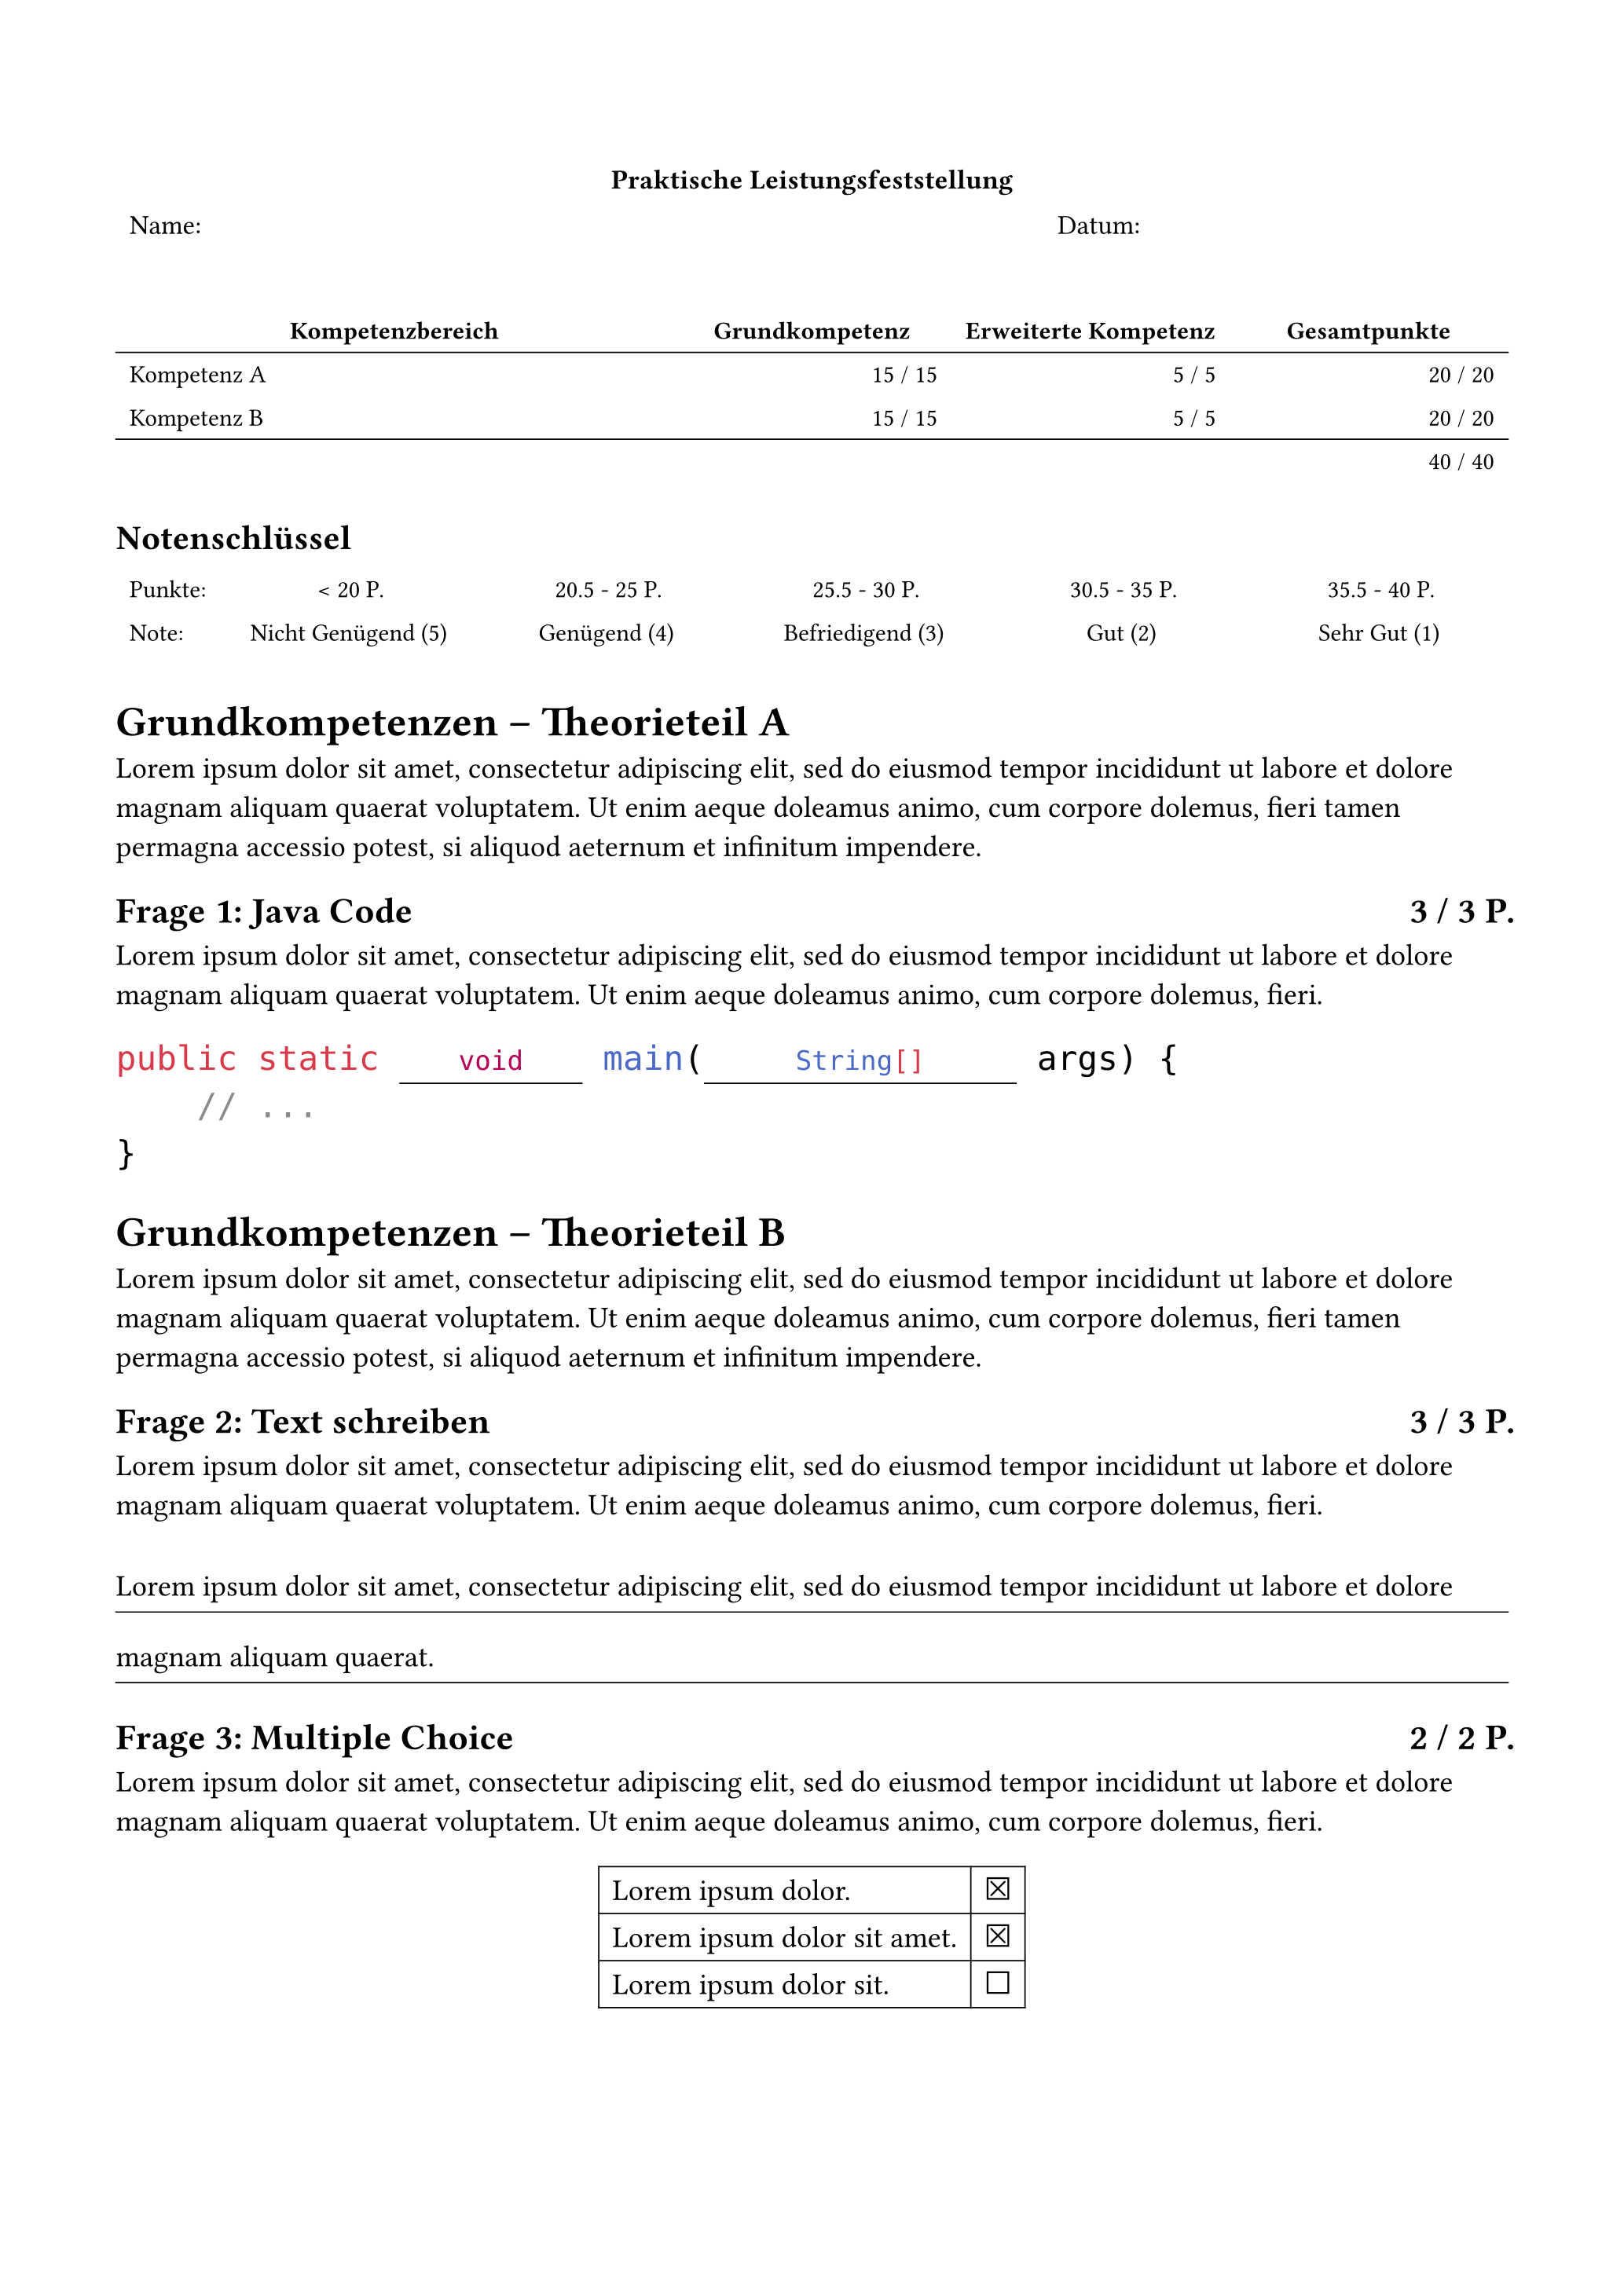 Praktische Leistungsfeststellung
Name: Datum:
Kompetenzbereich Grundkompetenz Erweiterte Kompetenz Gesamtpunkte
Kompetenz A 15 / 15 5 / 5 20 / 20
Kompetenz B 15 / 15 5 / 5 20 / 20
40 / 40
Notenschlüssel
Punkte: < 20 P. 20.5 - 25 P. 25.5 - 30 P. 30.5 - 35 P. 35.5 - 40 P.
Note: Nicht Genügend (5) Genügend (4) Befriedigend (3) Gut (2) Sehr Gut (1)
Grundkompetenzen – Theorieteil A
Lorem ipsum dolor sit amet, consectetur adipiscing elit, sed do eiusmod tempor incididunt ut labore et dolore
magnam aliquam quaerat voluptatem. Ut enim aeque doleamus animo, cum corpore dolemus, fieri tamen
permagna accessio potest, si aliquod aeternum et infinitum impendere.
Frage 1: Java Code 3 / 3 P.
Lorem ipsum dolor sit amet, consectetur adipiscing elit, sed do eiusmod tempor incididunt ut labore et dolore
magnam aliquam quaerat voluptatem. Ut enim aeque doleamus animo, cum corpore dolemus, fieri.
public static void main(String[] args) {
// ...
}
Grundkompetenzen – Theorieteil B
Lorem ipsum dolor sit amet, consectetur adipiscing elit, sed do eiusmod tempor incididunt ut labore et dolore
magnam aliquam quaerat voluptatem. Ut enim aeque doleamus animo, cum corpore dolemus, fieri tamen
permagna accessio potest, si aliquod aeternum et infinitum impendere.
Frage 2: Text schreiben 3 / 3 P.
Lorem ipsum dolor sit amet, consectetur adipiscing elit, sed do eiusmod tempor incididunt ut labore et dolore
magnam aliquam quaerat voluptatem. Ut enim aeque doleamus animo, cum corpore dolemus, fieri.
Lorem ipsum dolor sit amet, consectetur adipiscing elit, sed do eiusmod tempor incididunt ut labore et dolore
magnam aliquam quaerat.
Frage 3: Multiple Choice 2 / 2 P.
Lorem ipsum dolor sit amet, consectetur adipiscing elit, sed do eiusmod tempor incididunt ut labore et dolore
magnam aliquam quaerat voluptatem. Ut enim aeque doleamus animo, cum corpore dolemus, fieri.
Lorem ipsum dolor. ☒
Lorem ipsum dolor sit amet. ☒
Lorem ipsum dolor sit. ☐